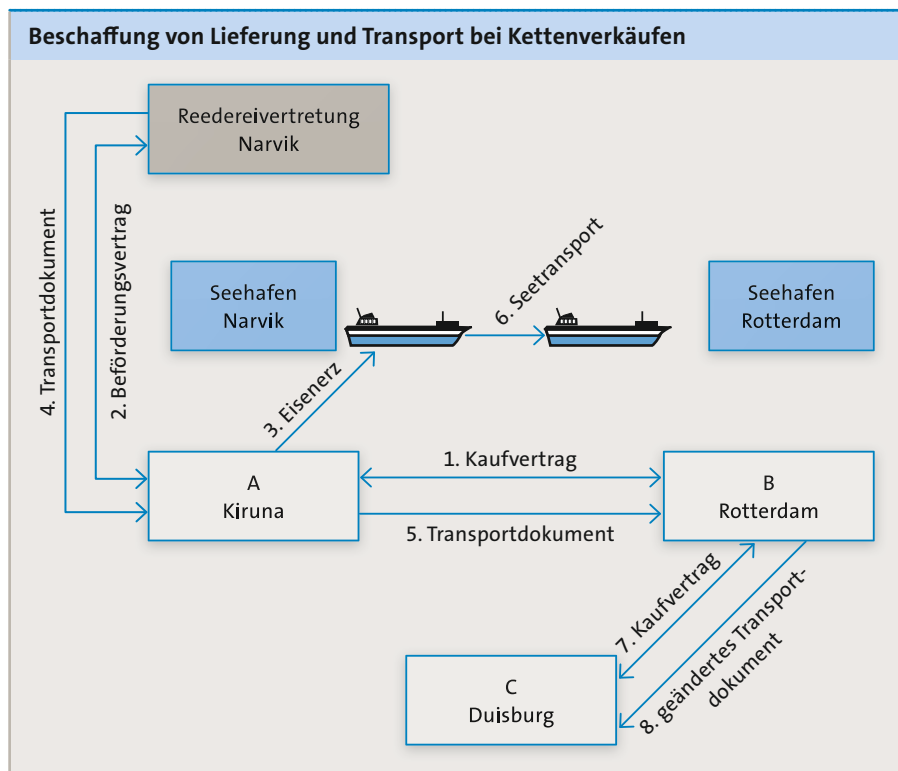 Beschaffung von Lieferung und Transport bei Kettenverkäufen
Reedereivertretung
Narvik
4. Transportdokument
2. Beförderungsvertrag
Seehafen
Narvik
6. Seetransport
Seehafen
Rotterdam
3. Eisenerz
A
Kiruna
1. Kaufvertrag
5. Transportdokument
B
Rotterdam
7. Kaufvertrag
8. geändertes Transport-
dokument
C
Duisburg